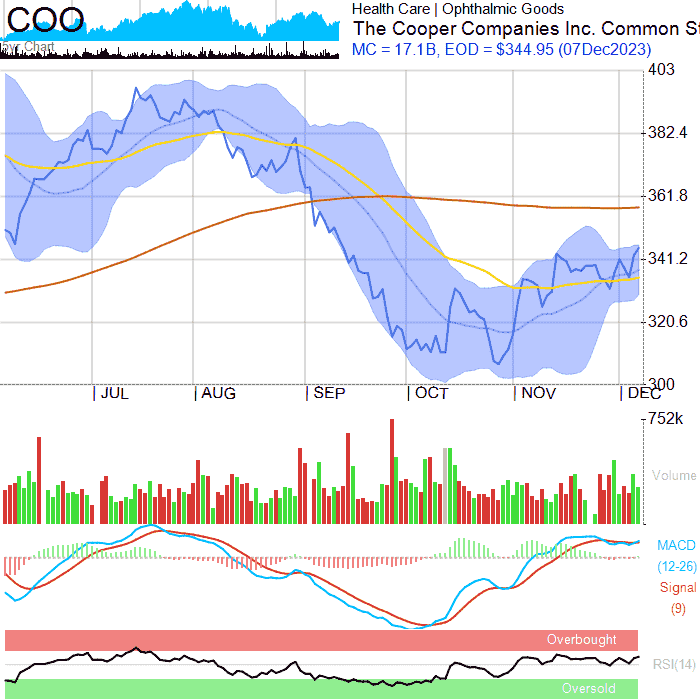 COO
Health Care | Ophthalmic Goods
The Cooper Companies Inc. Common St
MC = 17.1B, EOD = $344.95 (07Dec2023)
5yr Chart
403
382.4
361.8
341.2
320.6
300
JUL AUG SEP OCT NOV DEC
752k
Volume
MACD
(12-26)
Signal
(9)
Overbought
RSI(14)
Oversold